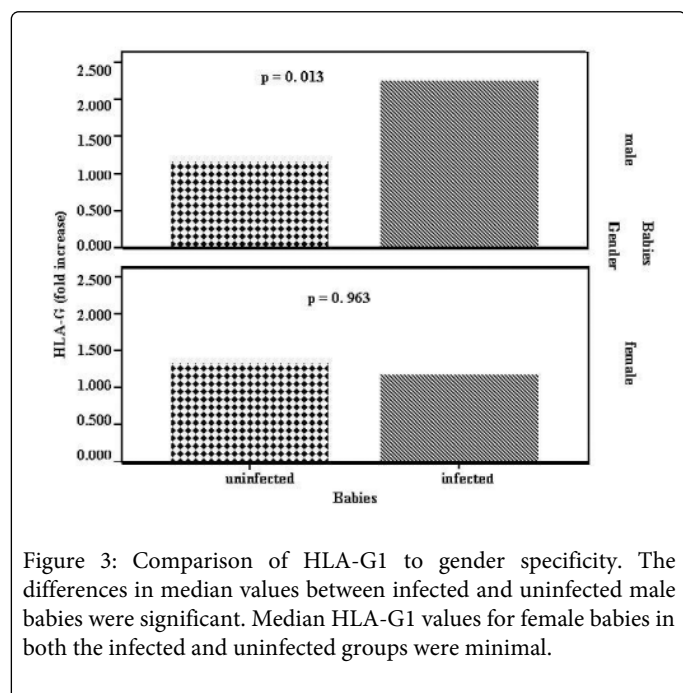 2.500
p = 0. 013
2.000
1.500
1.000
0.500
0.000
male
HLA-G (fold increase)
Babies
Gender
2.500
p = 0. 963
2.000
1.500
1.000
0.500
0.000
female
uninfected
infected
Babies
Figure 3: Comparison of HLA-G1 to gender specificity. The
differences in median values between infected and uninfected male
babies were significant. Median HLA-G1 values for female babies in
both the infected and uninfected groups were minimal.